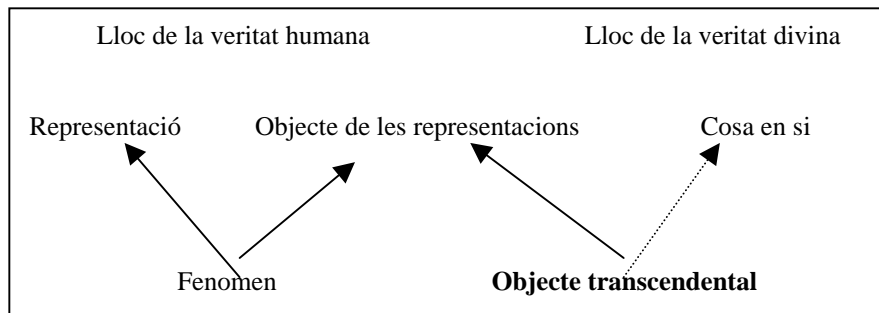 Lloc de la veritat humana Lloc de la veritat divina
Representació Objecte de les representacions Cosa en si
Fenomen Objecte transcendental